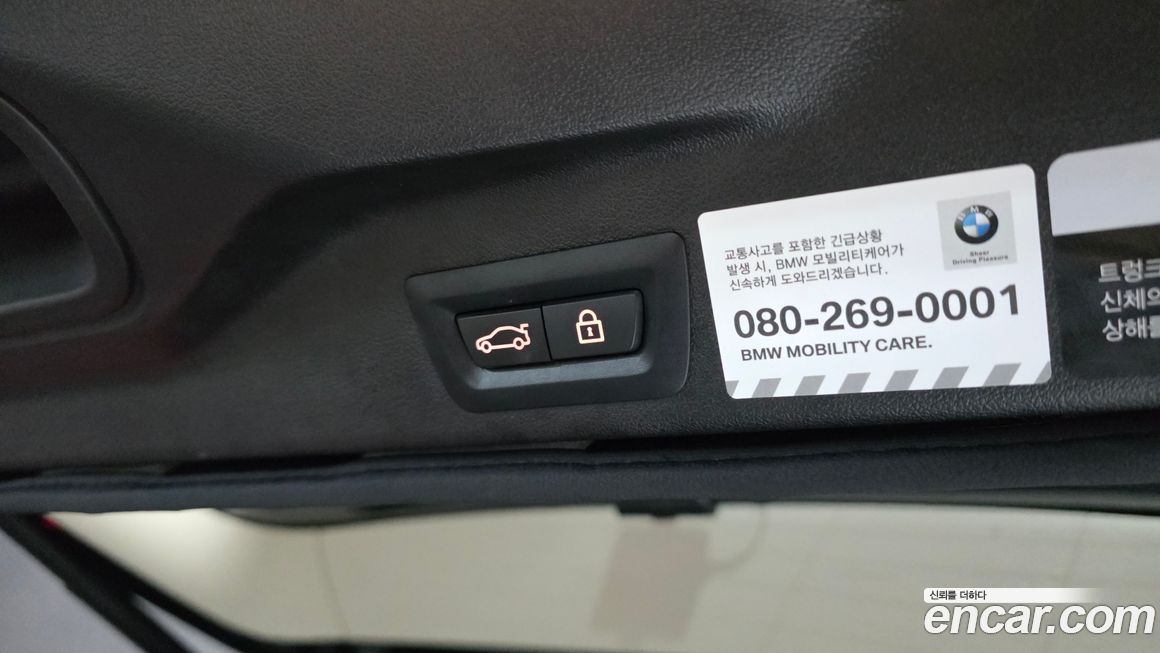 교통사고를 포함한 긴급상황
발생 시, BMW 모빌리티케어가
신속하게 도와드리겠습니다.
080-269-0001
BMW MOBILITY CARE.
BMW
Sheer
Driving Pleasure
트렁크
신체의
상해를
신뢰를 더하다
encar.com